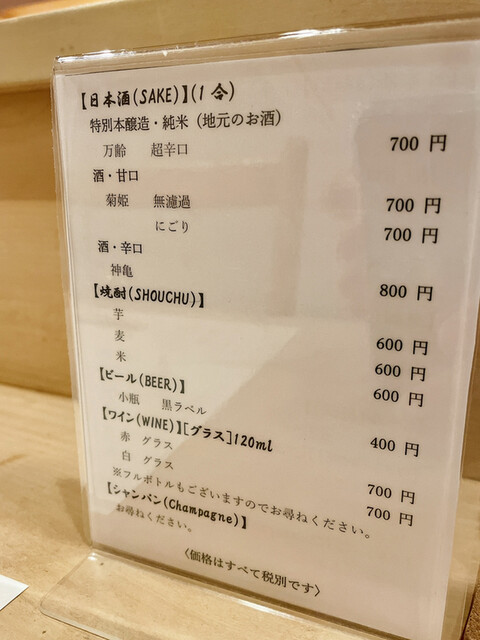 【日本酒(SAKE)】(1合)
特別本醸造・純米（地元のお酒）
万齢 超辛口 700 円
酒・甘口
菊姫 無濾過 700 円
にごり 700 円
酒・辛口
神亀 800 円
【焼酎(SHOUCHU)】
芋 600 円
麦 600 円
米 600 円
【ビール(BEER)】
小瓶 黒ラベル 400 円
【ワイン(WINE)】[グラス]120ml
赤 グラス 700 円
白 グラス 700 円
※フルボトルもございますのでお尋ねください。
【シャンパン(Champagne)】
お尋ねください。
〈価格はすべて税別です〉